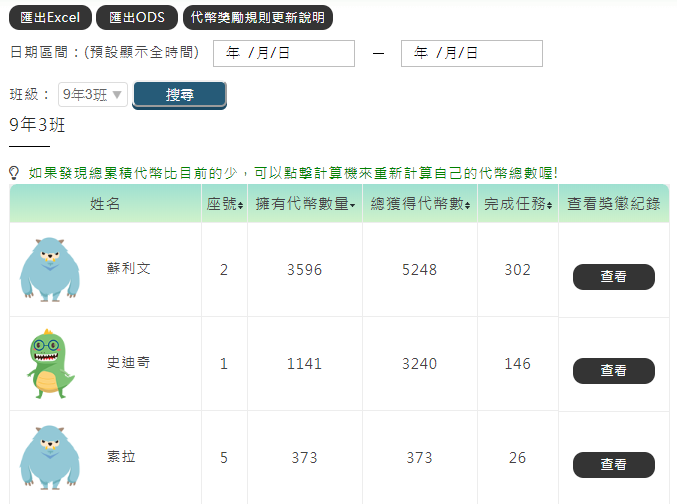 匯出Excel 匯出ODS 代幣獎勵規則更新說明
日期區間：(預設顯示全時間) 年 /月/日 — 年 /月/日
班級： 9年3班▼ 搜尋
9年3班
如果發現總累積代幣比目前的少，可以點擊計算機來重新計算自己的代幣總數喔!
姓名 座號 擁有代幣數量 總獲得代幣數 完成任務 查看獎懲紀錄
蘇利文 2 3596 5248 302 查看
史迪奇 1 1141 3240 146 查看
素拉 5 373 373 26 查看